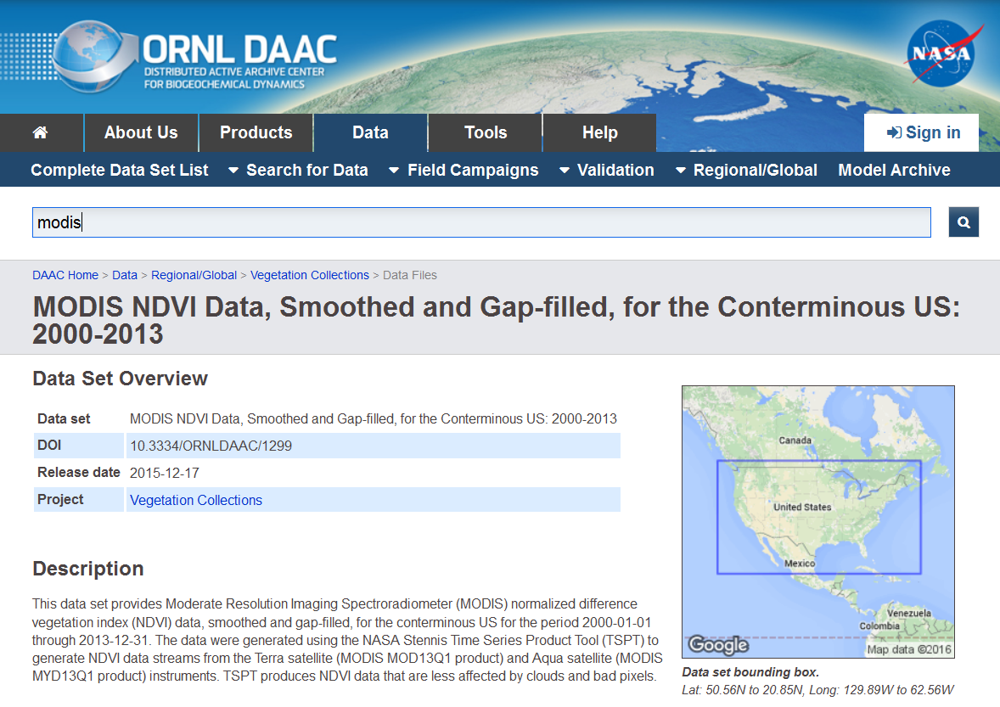 ORNL DAAC
DISTRIBUTED ACTIVE ARCHIVE CENTER
FOR BIOGEOCHEMICAL DYNAMICS
NASA
About Us Products Data Tools Help Sign in
Complete Data Set List Search for Data Field Campaigns Validation Regional/Global Model Archive
modis
DAAC Home > Data > Regional/Global > Vegetation Collections > Data Files
MODIS NDVI Data, Smoothed and Gap-filled, for the Conterminous US:
2000-2013
Data Set Overview
Data set MODIS NDVI Data, Smoothed and Gap-filled, for the Conterminous US: 2000-2013
DOI 10.3334/ORNLDAAC/1299
Release date 2015-12-17
Project Vegetation Collections
Description
This data set provides Moderate Resolution Imaging Spectroradiometer (MODIS) normalized difference
vegetation index (NDVI) data, smoothed and gap-filled, for the conterminous US for the period 2000-01-01
through 2013-12-31. The data were generated using the NASA Stennis Time Series Product Tool (TSPT) to
generate NDVI data streams from the Terra satellite (MODIS MOD13Q1 product) and Aqua satellite (MODIS
MYD13Q1 product) instruments. TSPT produces NDVI data that are less affected by clouds and bad pixels.
Canada
United States
Mexico
Venezuela
Colombia
Google
Map data ©2016
Data set bounding box.
Lat: 50.56N to 20.85N, Long: 129.89W to 62.56W